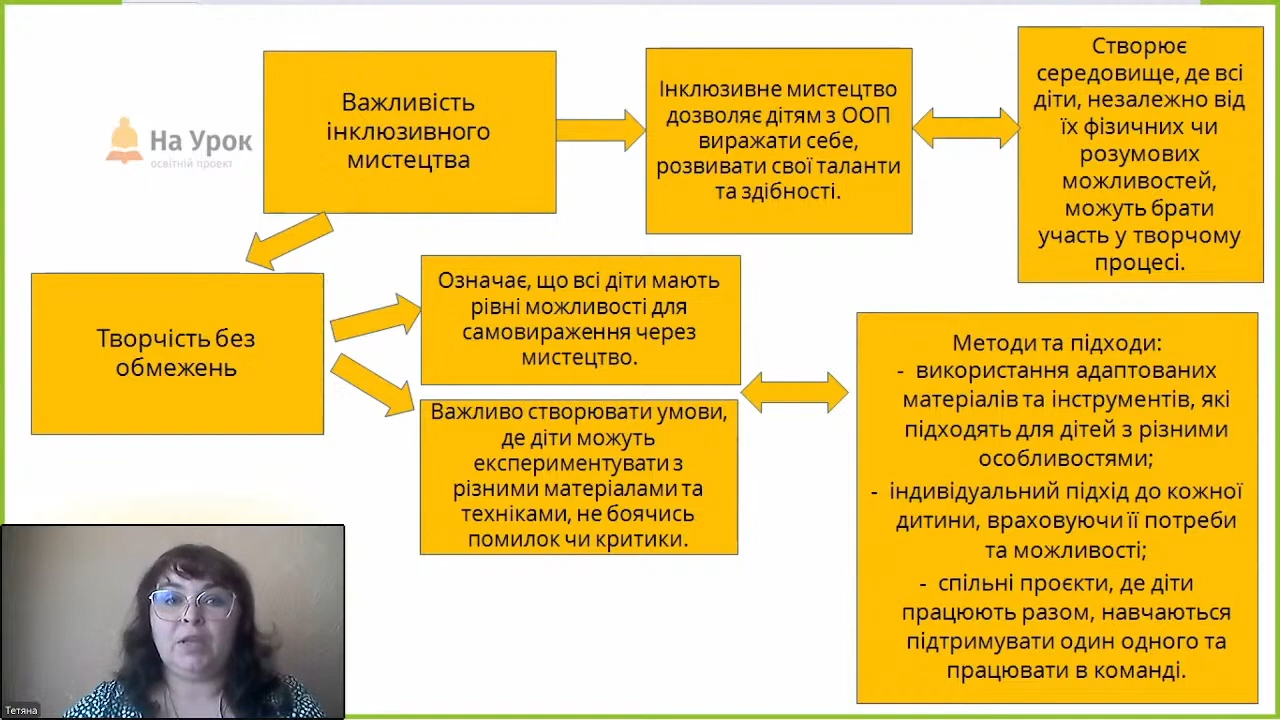 На Урок
освітній проект
Важливість
інклюзивного
мистецтва
Інклюзивне мистецтво
дозволяє дітям з ООП
виражати себе,
розвивати свої таланти
та здібності.
Створює
середовище, де всі
діти, незалежно від
їх фізичних чи
розумових
можливостей,
можуть брати
участь у творчому
процесі.
Творчість без
обмежень
Означає, що всі діти мають
рівні можливості для
самовираження через
мистецтво.
Важливо створювати умови,
де діти можуть
експериментувати з
різними матеріалами та
техніками, не боячись
помилок чи критики.
Методи та підходи:
- використання адаптованих
матеріалів та інструментів, які
підходять для дітей з різними
особливостями;
- індивідуальний підхід до кожної
дитини, враховуючи її потреби
та можливості;
- спільні проєкти, де діти
працюють разом, навчаються
підтримувати один одного та
працювати в команді.
Тетяна